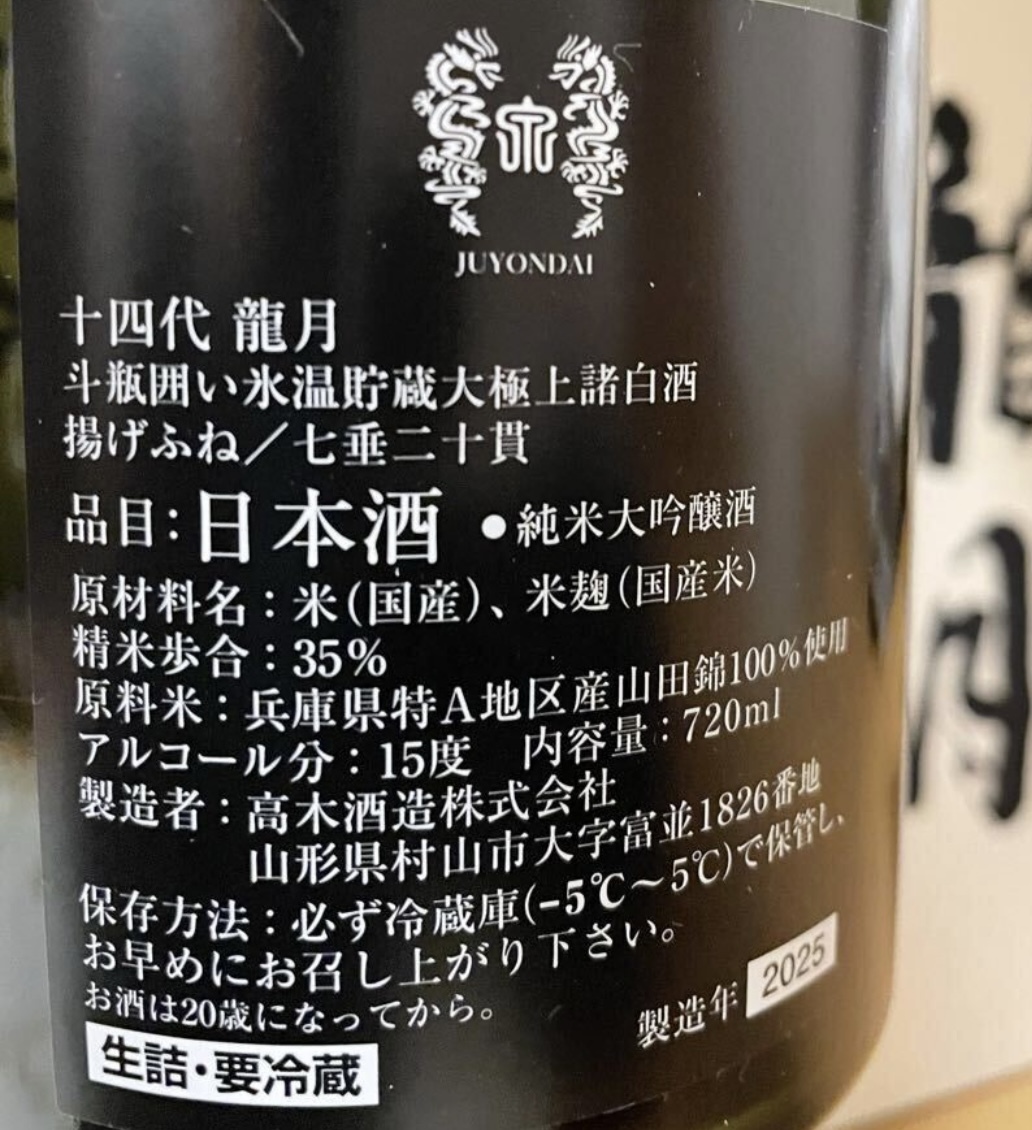 JUYONDAI
十四代 龍月
斗瓶囲い氷温貯蔵大極上諸白酒
揚げふね／七垂二十貫
品目：日本酒 ●純米大吟醸酒
原材料名：米(国産)、米麹(国産米)
精米歩合：35%
原料米：兵庫県特A地区産山田錦100%使用
アルコール分：15度 内容量：720ml
製造者：高木酒造株式会社
山形県村山市大字富並1826番地
保存方法：必ず冷蔵庫(-5℃～5℃)で保管し、
お早めにお召し上がり下さい。
お酒は20歳になってから。
製造年 2025
生詰・要冷蔵
月